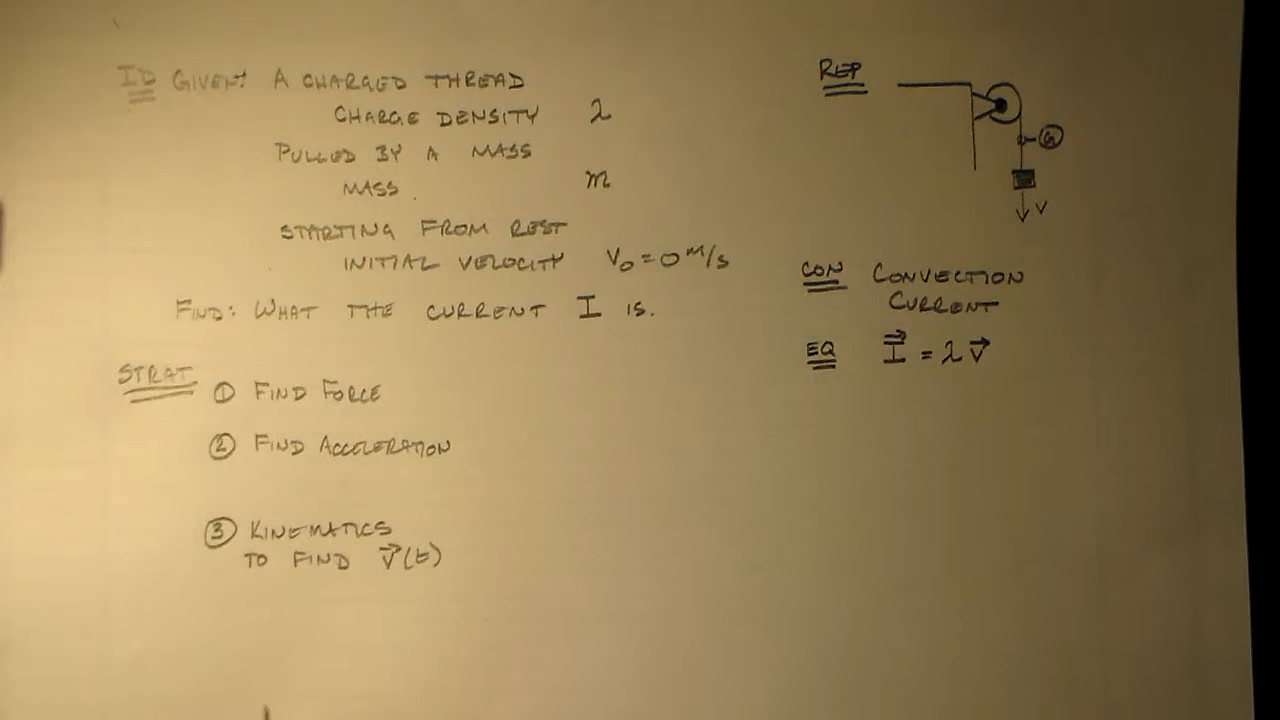 ID GIVEN: A CHARGED THREAD
CHARGE DENSITY λ
PULLED BY A MASS
MASS m
STARTING FROM REST
INITIAL VELOCITY V₀ = 0 m/s
FIND: WHAT THE CURRENT I IS.
STRAT ① FIND FORCE
② FIND ACCELERATION
③ KINEMATICS
TO FIND V⃗(t)
REP
G
V
CON CONVECTION
CURRENT
EQ I⃗ = λV⃗